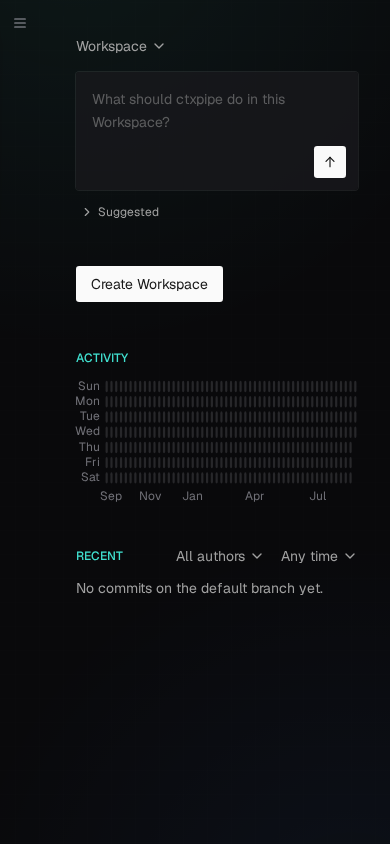 Workspace
What should ctxpipe do in this
Workspace?
Suggested
Create Workspace
ACTIVITY
Sun
Mon
Tue
Wed
Thu
Fri
Sat
Sep Nov Jan Apr Jul
RECENT All authors Any time
No commits on the default branch yet.